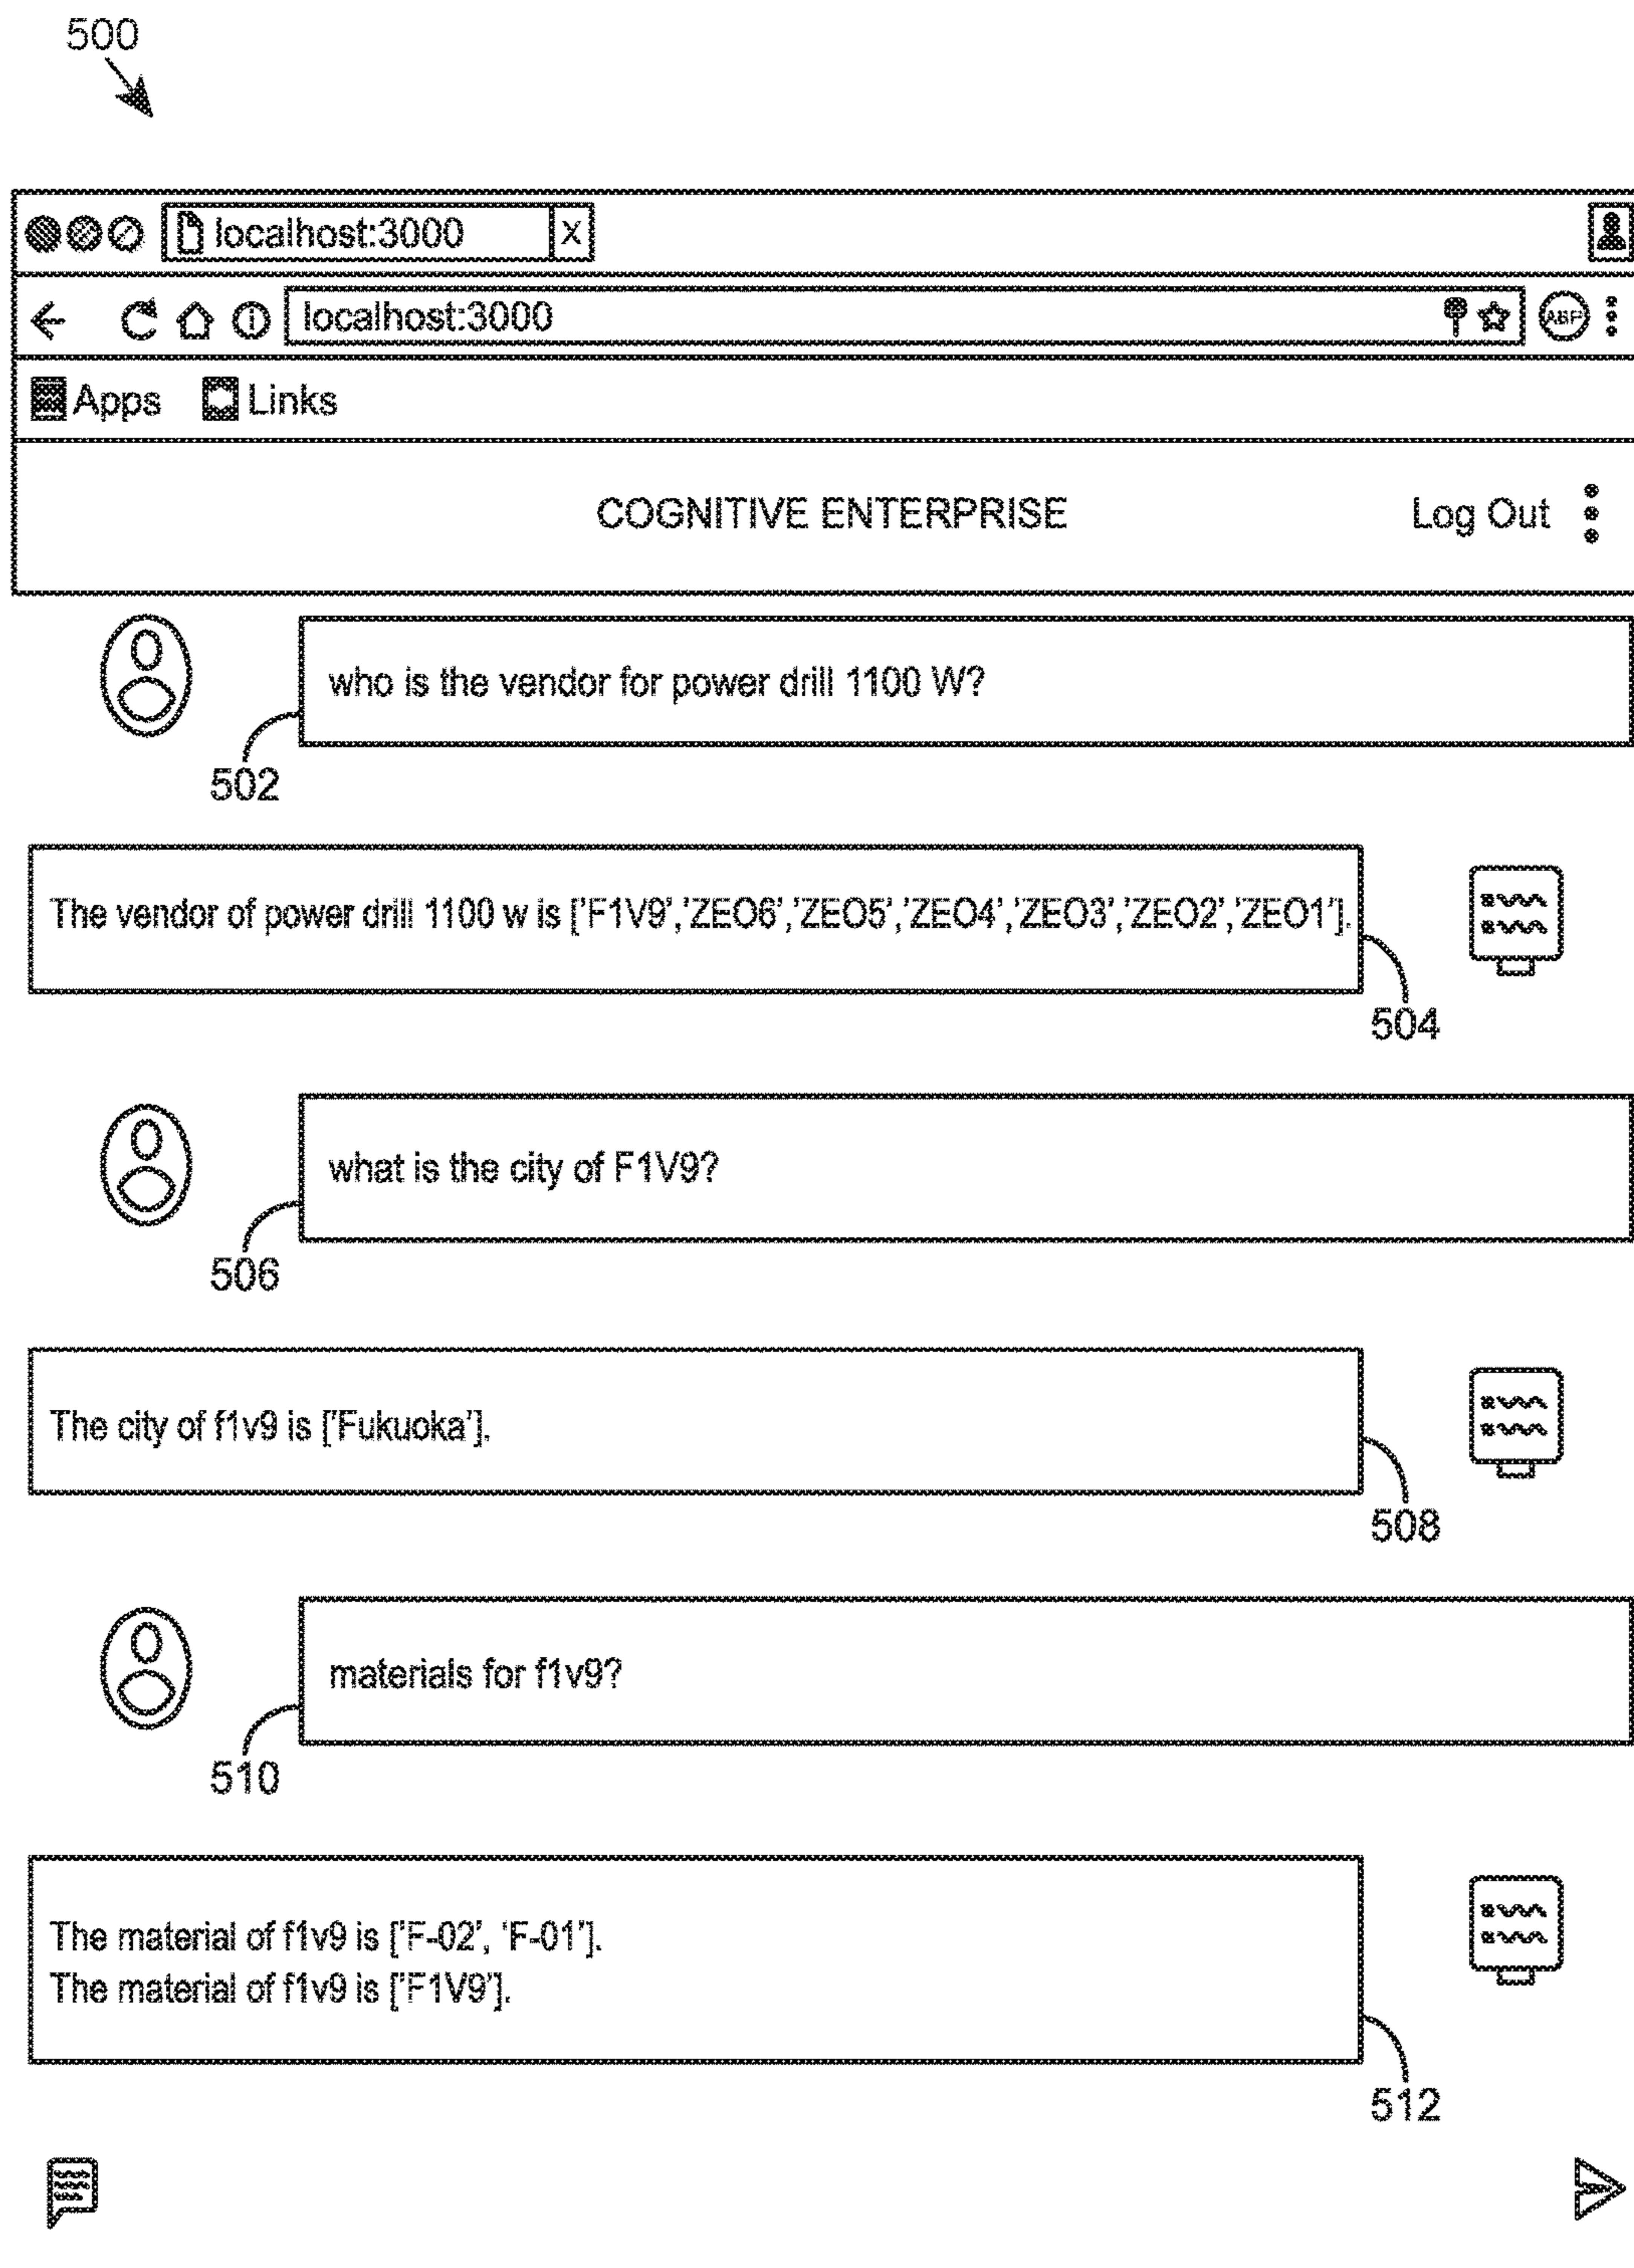 500
localhost:3000 X
localhost:3000 ABP
Apps Links
COGNITIVE ENTERPRISE Log Out
who is the vendor for power drill 1100 W?
502
The vendor of power drill 1100 w is ['F1V9','ZEO6','ZEO5','ZEO4','ZEO3','ZEO2','ZEO1'].
504
what is the city of F1V9?
506
The city of f1v9 is ['Fukuoka'].
508
materials for f1v9?
510
The material of f1v9 is ['F-02', 'F-01'].
The material of f1v9 is ['F1V9'].
512